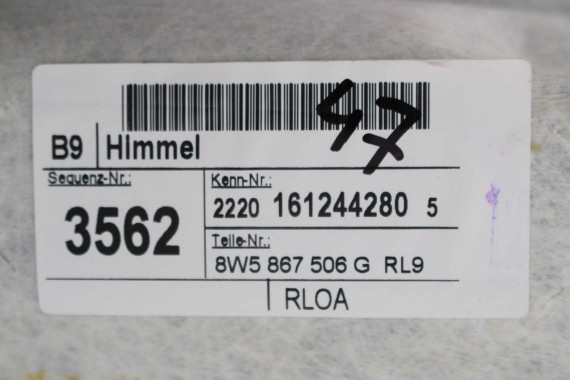 47
B9 Himmel
Sequenz-Nr.:
3562
Kenn-Nr.:
2220 161244280 5
Teile-Nr.:
8W5 867 506 G RL9
RLOA